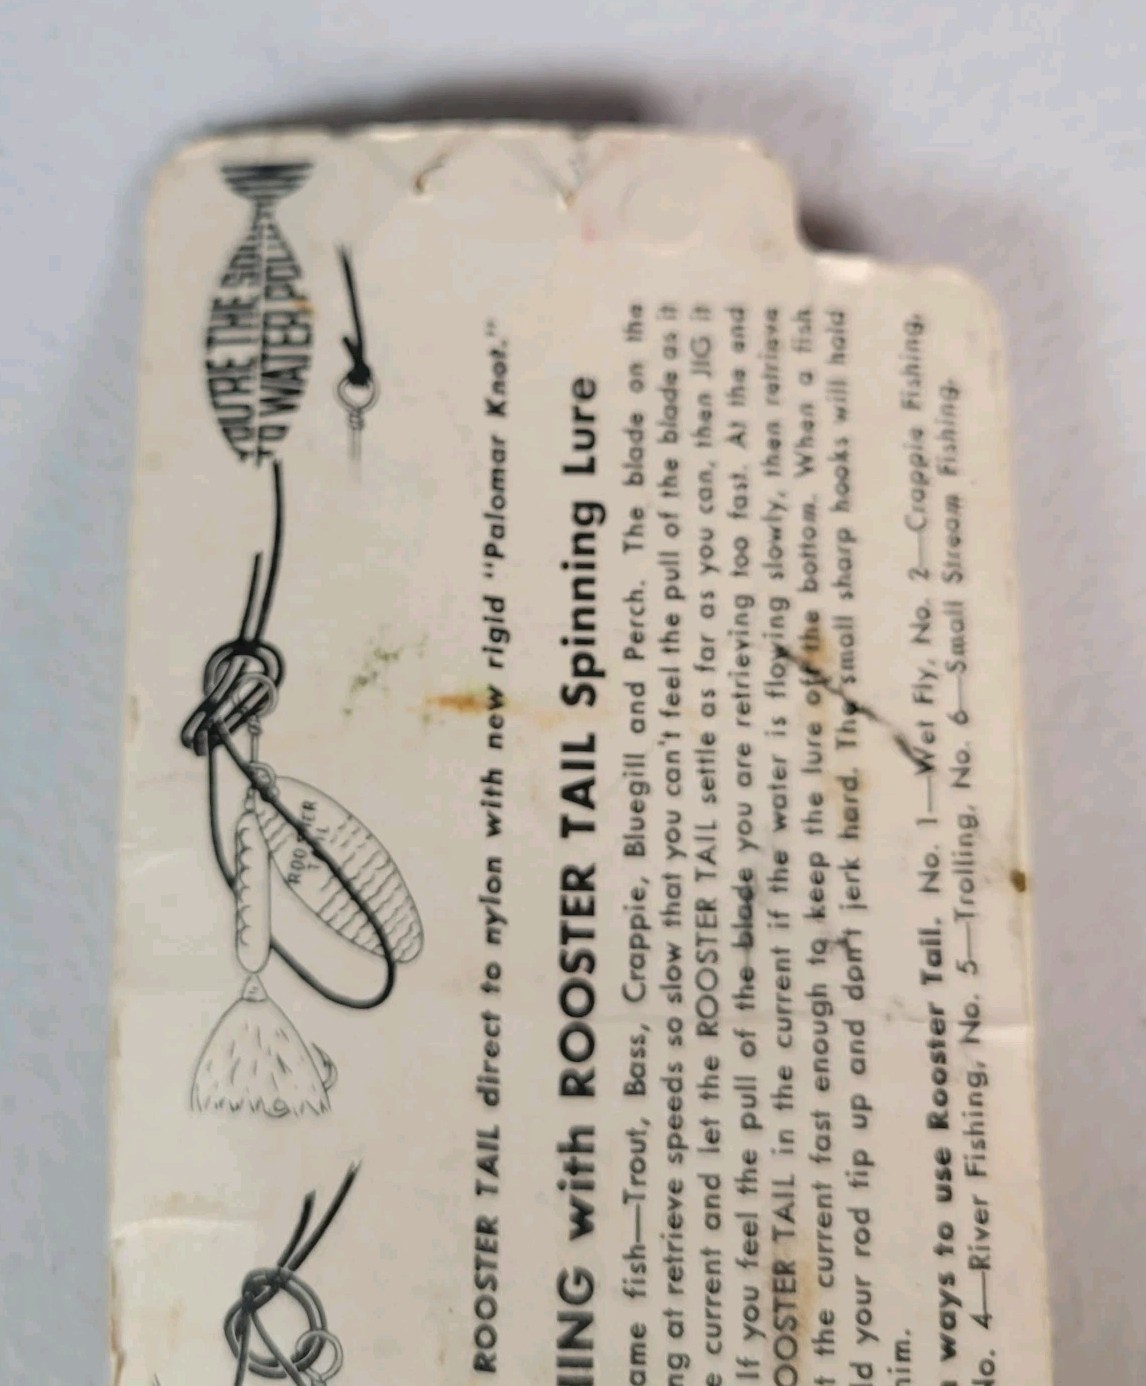 YOU'RE THE SOLUTION
TO WATER POLLUTION
ROOSTER
TAIL
ROOSTER TAIL direct to nylon with new rigid "Palomar Knot."
ING with ROOSTER TAIL Spinning Lure
ame fish—Trout, Bass, Crappie, Bluegill and Perch. The blade on the
ng at retrieve speeds so slow that you can't feel the pull of the blade as it
e current and let the ROOSTER TAIL settle as far as you can, then JIG it
If you feel the pull of the blade you are retrieving too fast. At the end
OOSTER TAIL in the current if the water is flowing slowly, then retrieve
t the current fast enough to keep the lure off the bottom. When a fish
ld your rod tip up and don't jerk hard. The small sharp hooks will hold
him.
ways to use Rooster Tail. No. 1—Wet Fly, No. 2—Crappie Fishing,
No. 4—River Fishing, No. 5—Trolling, No. 6—Small Stream Fishing.